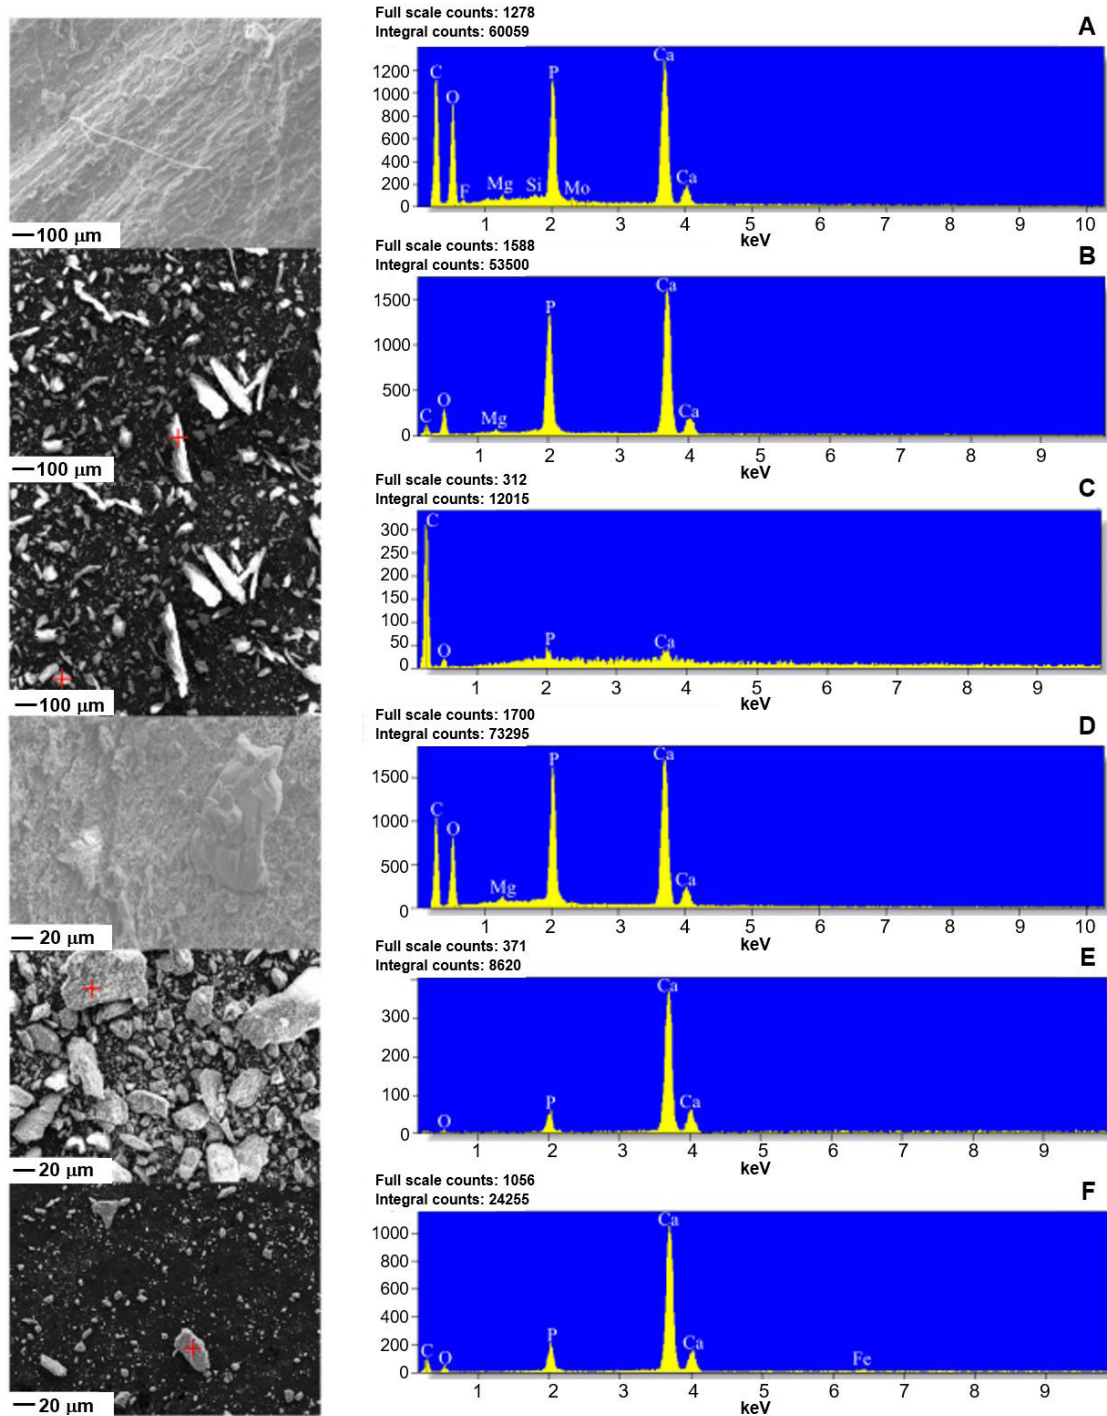 Full scale counts: 1278
Integral counts: 60059
A
1200
1000
800
600
400
200
0
C
O
F
Mg
Si
P
Mo
Ca
Ca
0 1 2 3 4 5 6 7 8 9 10
keV
100 µm
Full scale counts: 1588
Integral counts: 53500
B
1500
1000
500
0
C
O
Mg
P
Ca
Ca
1 2 3 4 5 6 7 8 9
keV
100 µm
Full scale counts: 312
Integral counts: 12015
C
300
250
200
150
100
50
0
C
O
P
Ca
1 2 3 4 5 6 7 8 9
keV
100 µm
Full scale counts: 1700
Integral counts: 73295
D
1500
1000
500
0
C
O
Mg
P
Ca
Ca
0 1 2 3 4 5 6 7 8 9 10
keV
20 µm
Full scale counts: 371
Integral counts: 8620
E
300
200
100
0
O
P
Ca
Ca
1 2 3 4 5 6 7 8 9
keV
20 µm
Full scale counts: 1056
Integral counts: 24255
F
1000
800
600
400
200
0
C
O
P
Ca
Ca
Fe
1 2 3 4 5 6 7 8 9
keV
20 µm